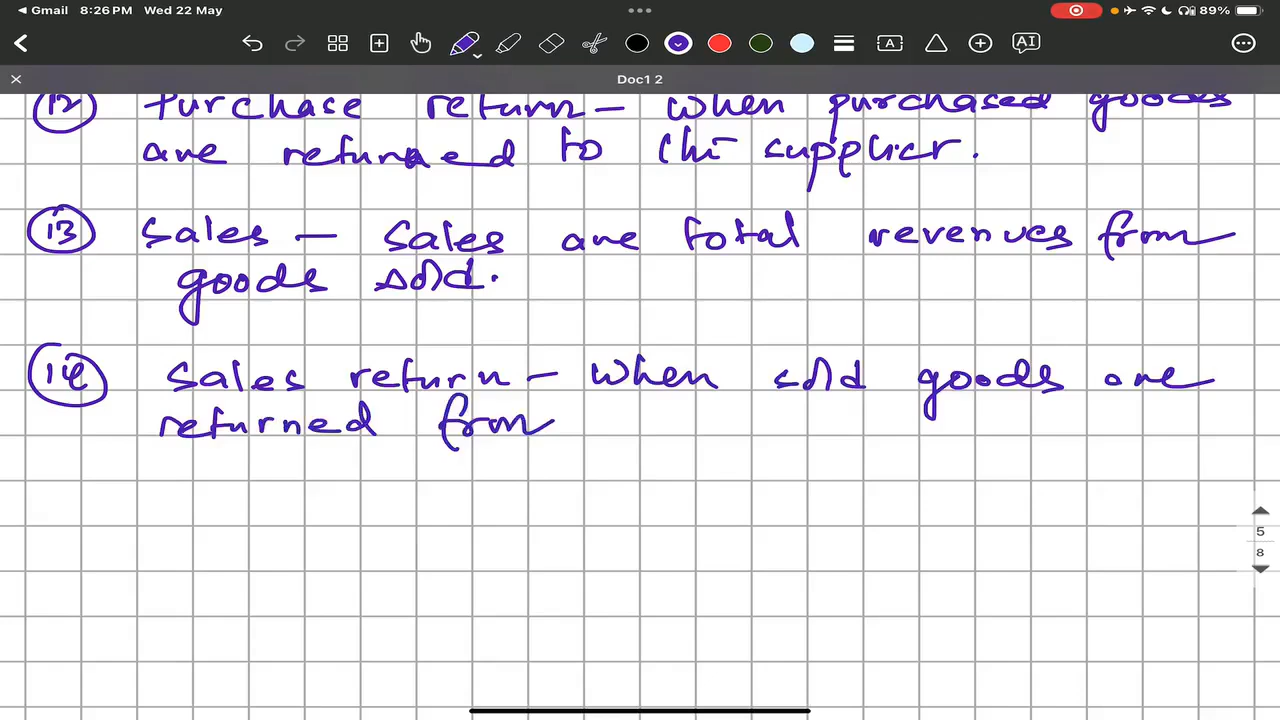 Gmail 8:26 PM Wed 22 May 89%
A AI
Doc1 2
12 Purchase return - when purchased goods
are returned to the supplier.
13 Sales - Sales are total revenues from
goods sold.
14 Sales return - When sold goods are
returned from
5
8